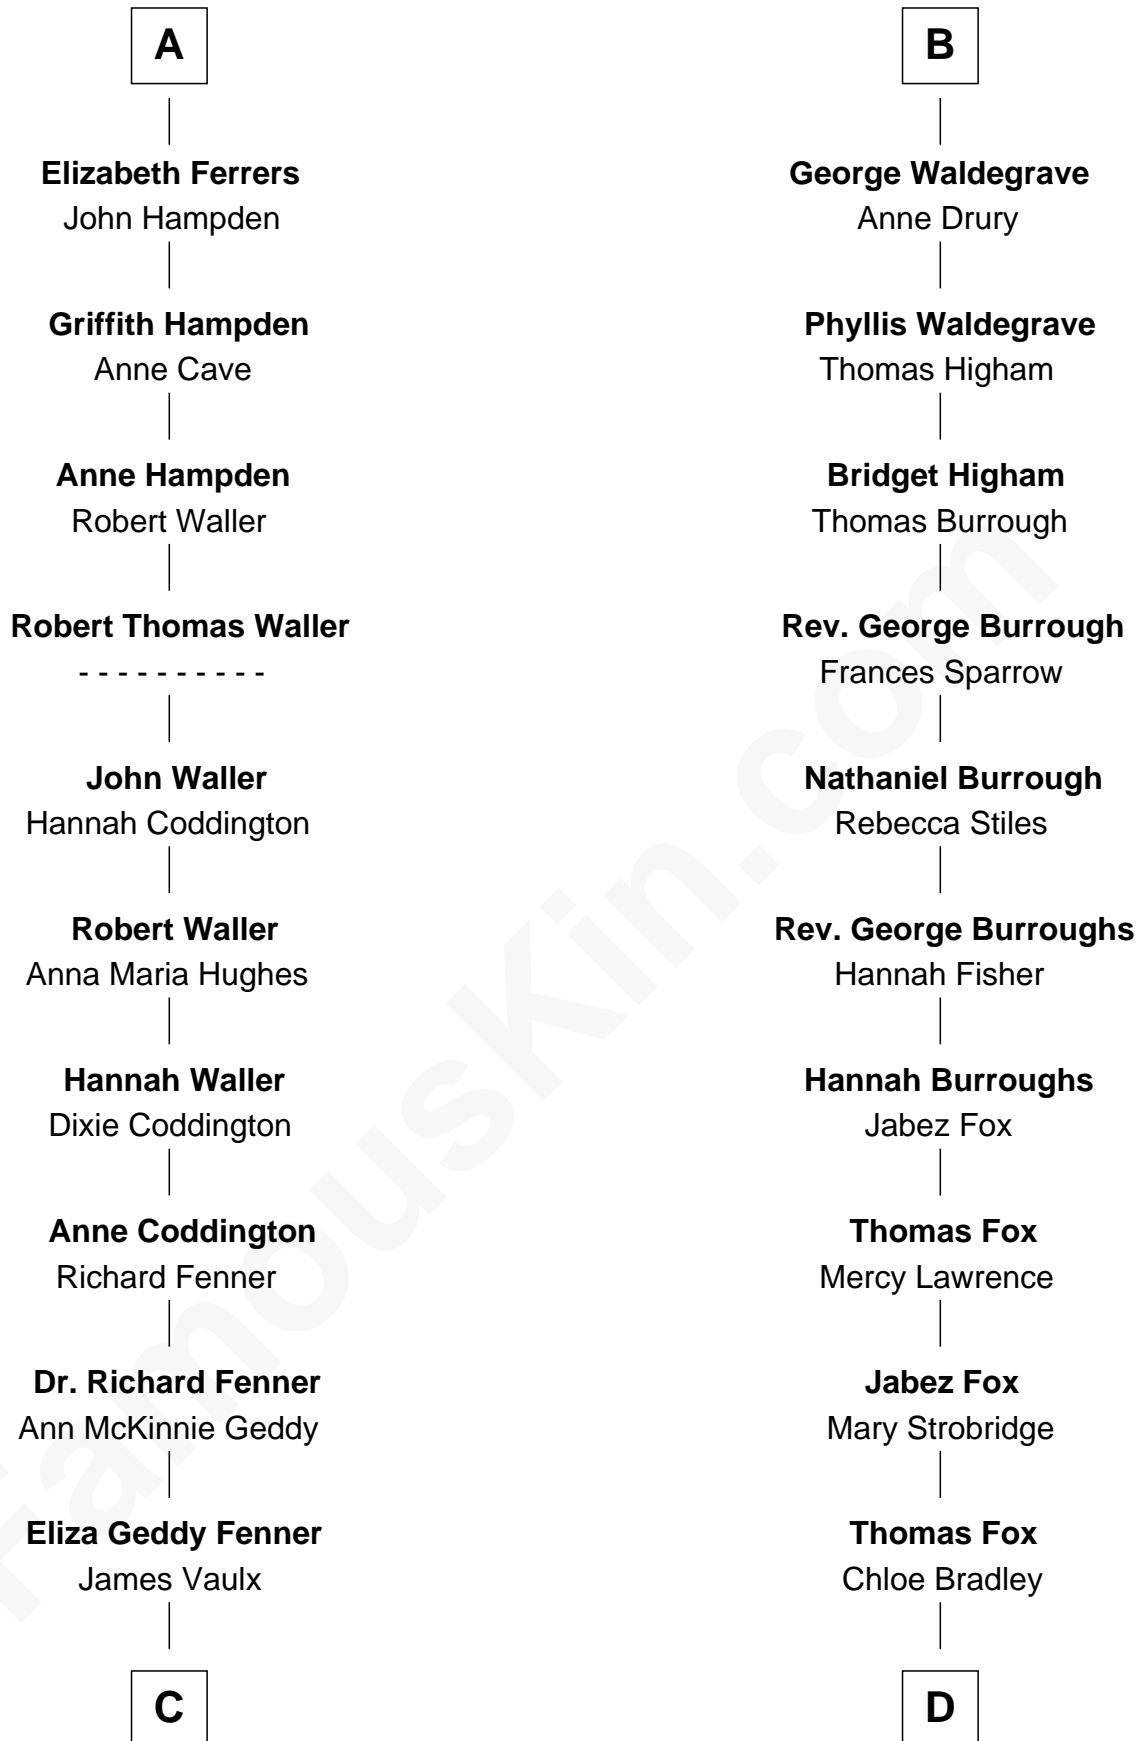 A
Elizabeth Ferrers
John Hampden
Griffith Hampden
Anne Cave
Anne Hampden
Robert Waller
Robert Thomas Waller
- - - - - - - - - -
John Waller
Hannah Coddington
Robert Waller
Anna Maria Hughes
Hannah Waller
Dixie Coddington
Anne Coddington
Richard Fenner
Dr. Richard Fenner
Ann McKinnie Geddy
Eliza Geddy Fenner
James Vaulx
C
B
George Waldegrave
Anne Drury
Phyllis Waldegrave
Thomas Higham
Bridget Higham
Thomas Burrough
Rev. George Burrough
Frances Sparrow
Nathaniel Burrough
Rebecca Stiles
Rev. George Burroughs
Hannah Fisher
Hannah Burroughs
Jabez Fox
Thomas Fox
Mercy Lawrence
Jabez Fox
Mary Strobridge
Thomas Fox
Chloe Bradley
D
FamousKin.com